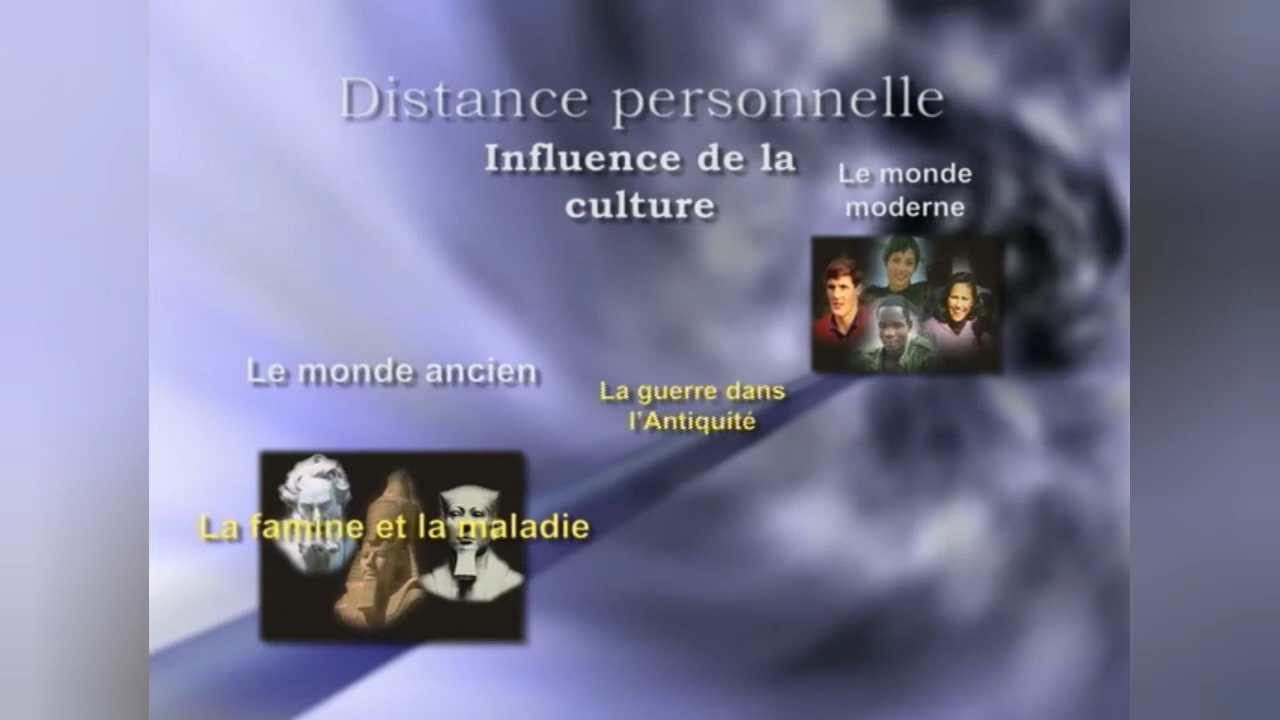 Distance personnelle
Influence de la
culture
Le monde
moderne
Le monde ancien
La guerre dans
l'Antiquité
La famine et la maladie